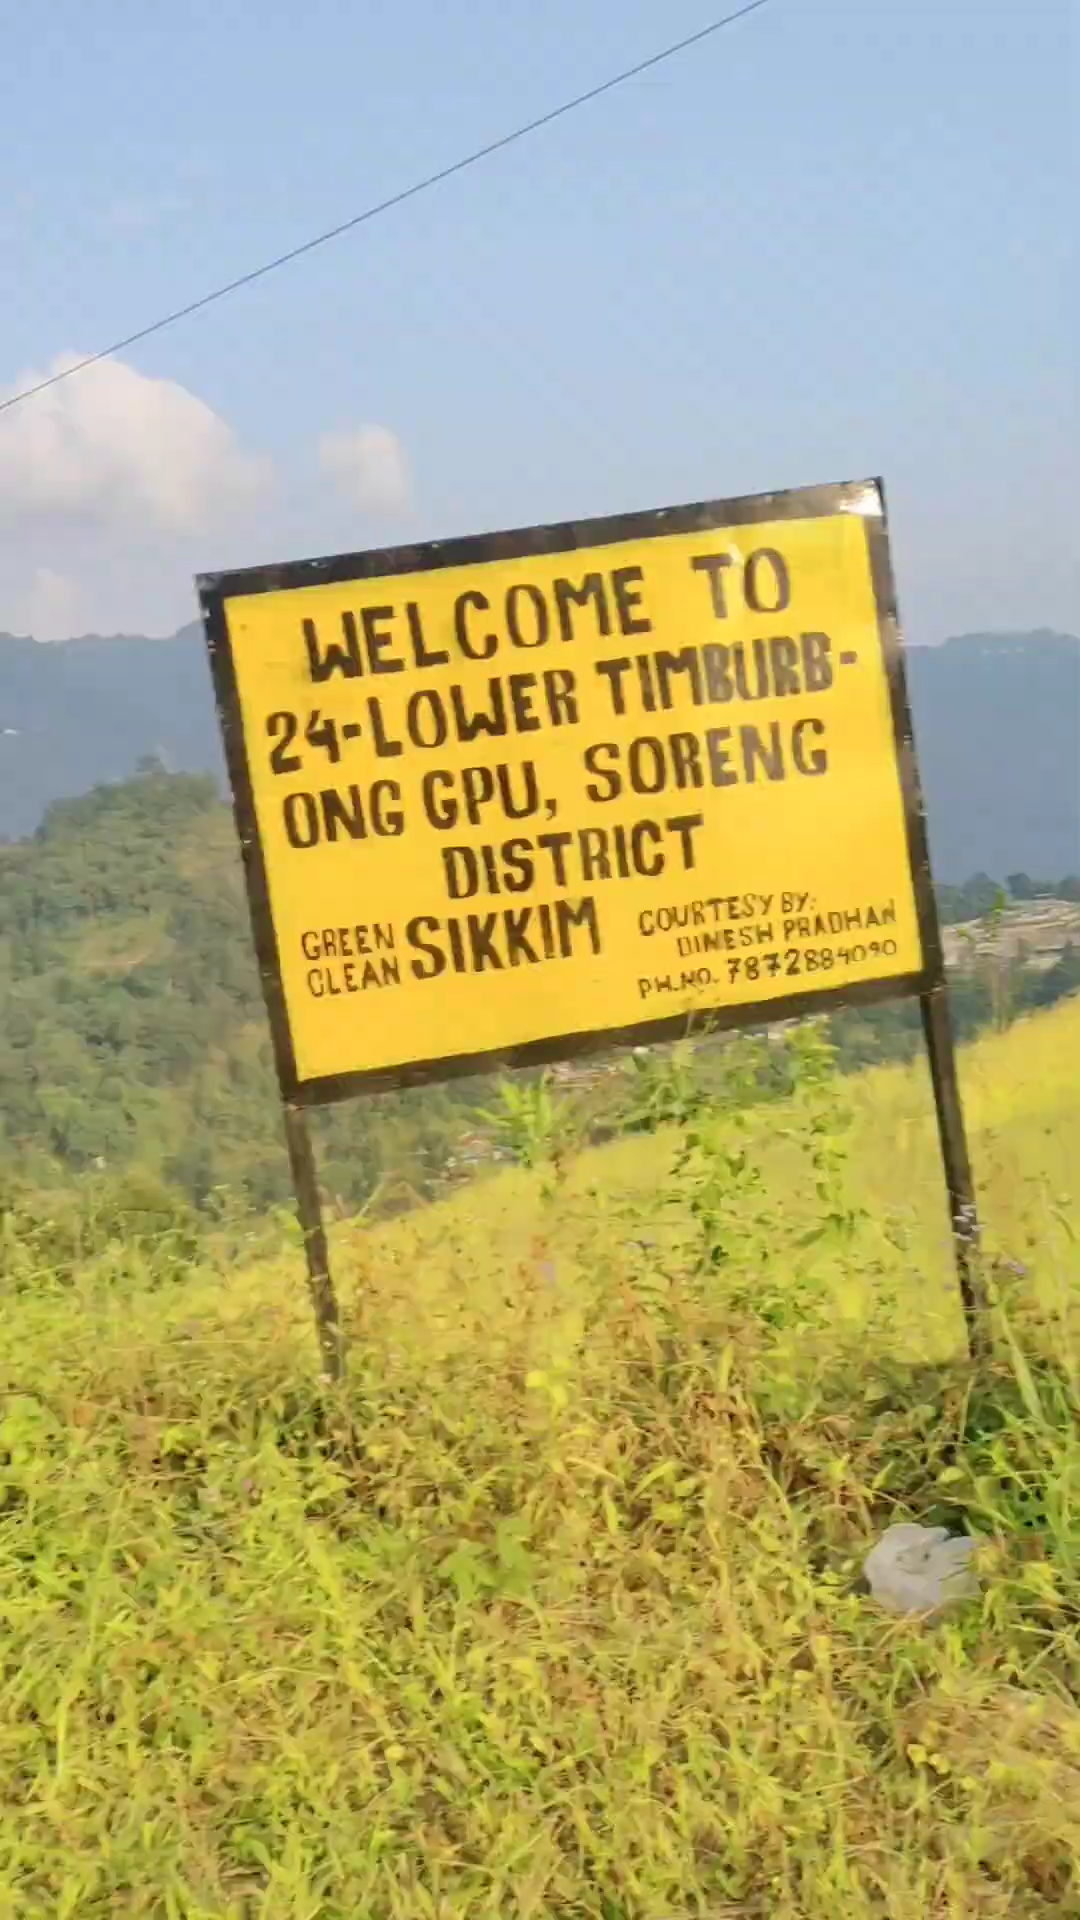 WELCOME TO
24-LOWER TIMBURB-
ONG GPU, SORENG
DISTRICT
GREEN
CLEAN SIKKIM
COURTESY BY:
DINESH PRADHAN
PH.NO. 7872884090